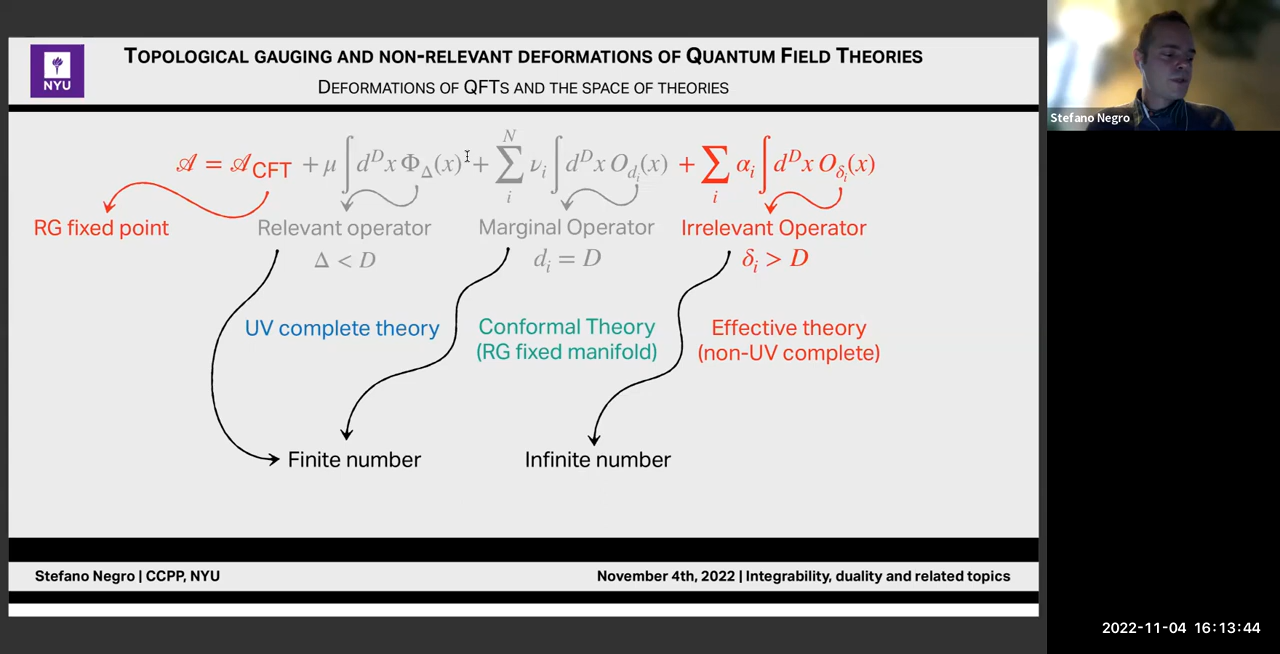 TOPOLOGICAL GAUGING AND NON-RELEVANT DEFORMATIONS OF QUANTUM FIELD THEORIES
NYU
DEFORMATIONS OF QFTS AND THE SPACE OF THEORIES
𝒜 = 𝒜_CFT + μ ∫ d^D x Φ_Δ(x) + ∑_i^N ν_i ∫ d^D x O_{d_i}(x) + ∑_i α_i ∫ d^D x O_{δ_i}(x)
RG fixed point
Relevant operator
Marginal Operator
Irrelevant Operator
Δ < D
d_i = D
δ_i > D
UV complete theory
Conformal Theory
(RG fixed manifold)
Effective theory
(non-UV complete)
Finite number
Infinite number
Stefano Negro | CCPP, NYU
November 4th, 2022 | Integrability, duality and related topics
Stefano Negro
2022-11-04 16:13:44